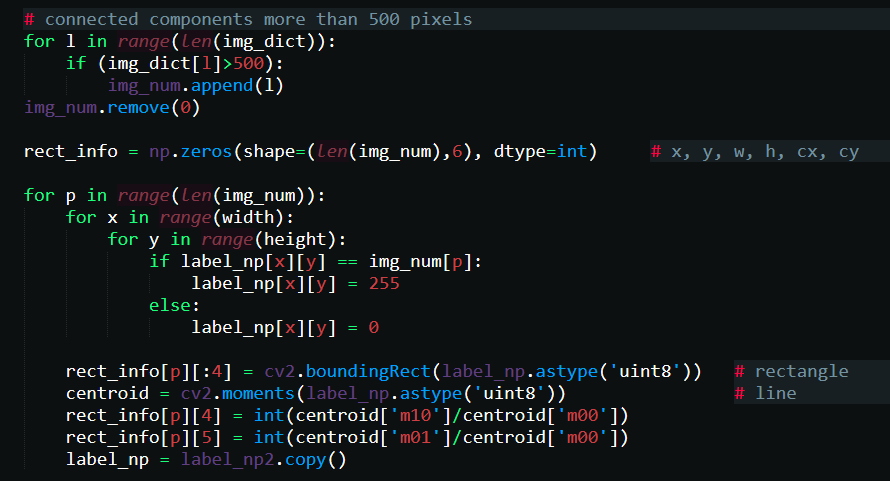 # connected components more than 500 pixels
for l in range(len(img_dict)):
    if (img_dict[l]>500):
        img_num.append(l)
img_num.remove(0)

rect_info = np.zeros(shape=(len(img_num),6), dtype=int)     # x, y, w, h, cx, cy

for p in range(len(img_num)):
    for x in range(width):
        for y in range(height):
            if label_np[x][y] == img_num[p]:
                label_np[x][y] = 255
            else:
                label_np[x][y] = 0

    rect_info[p][:4] = cv2.boundingRect(label_np.astype('uint8'))   # rectangle
    centroid = cv2.moments(label_np.astype('uint8'))                # line
    rect_info[p][4] = int(centroid['m10']/centroid['m00'])
    rect_info[p][5] = int(centroid['m01']/centroid['m00'])
    label_np = label_np2.copy()